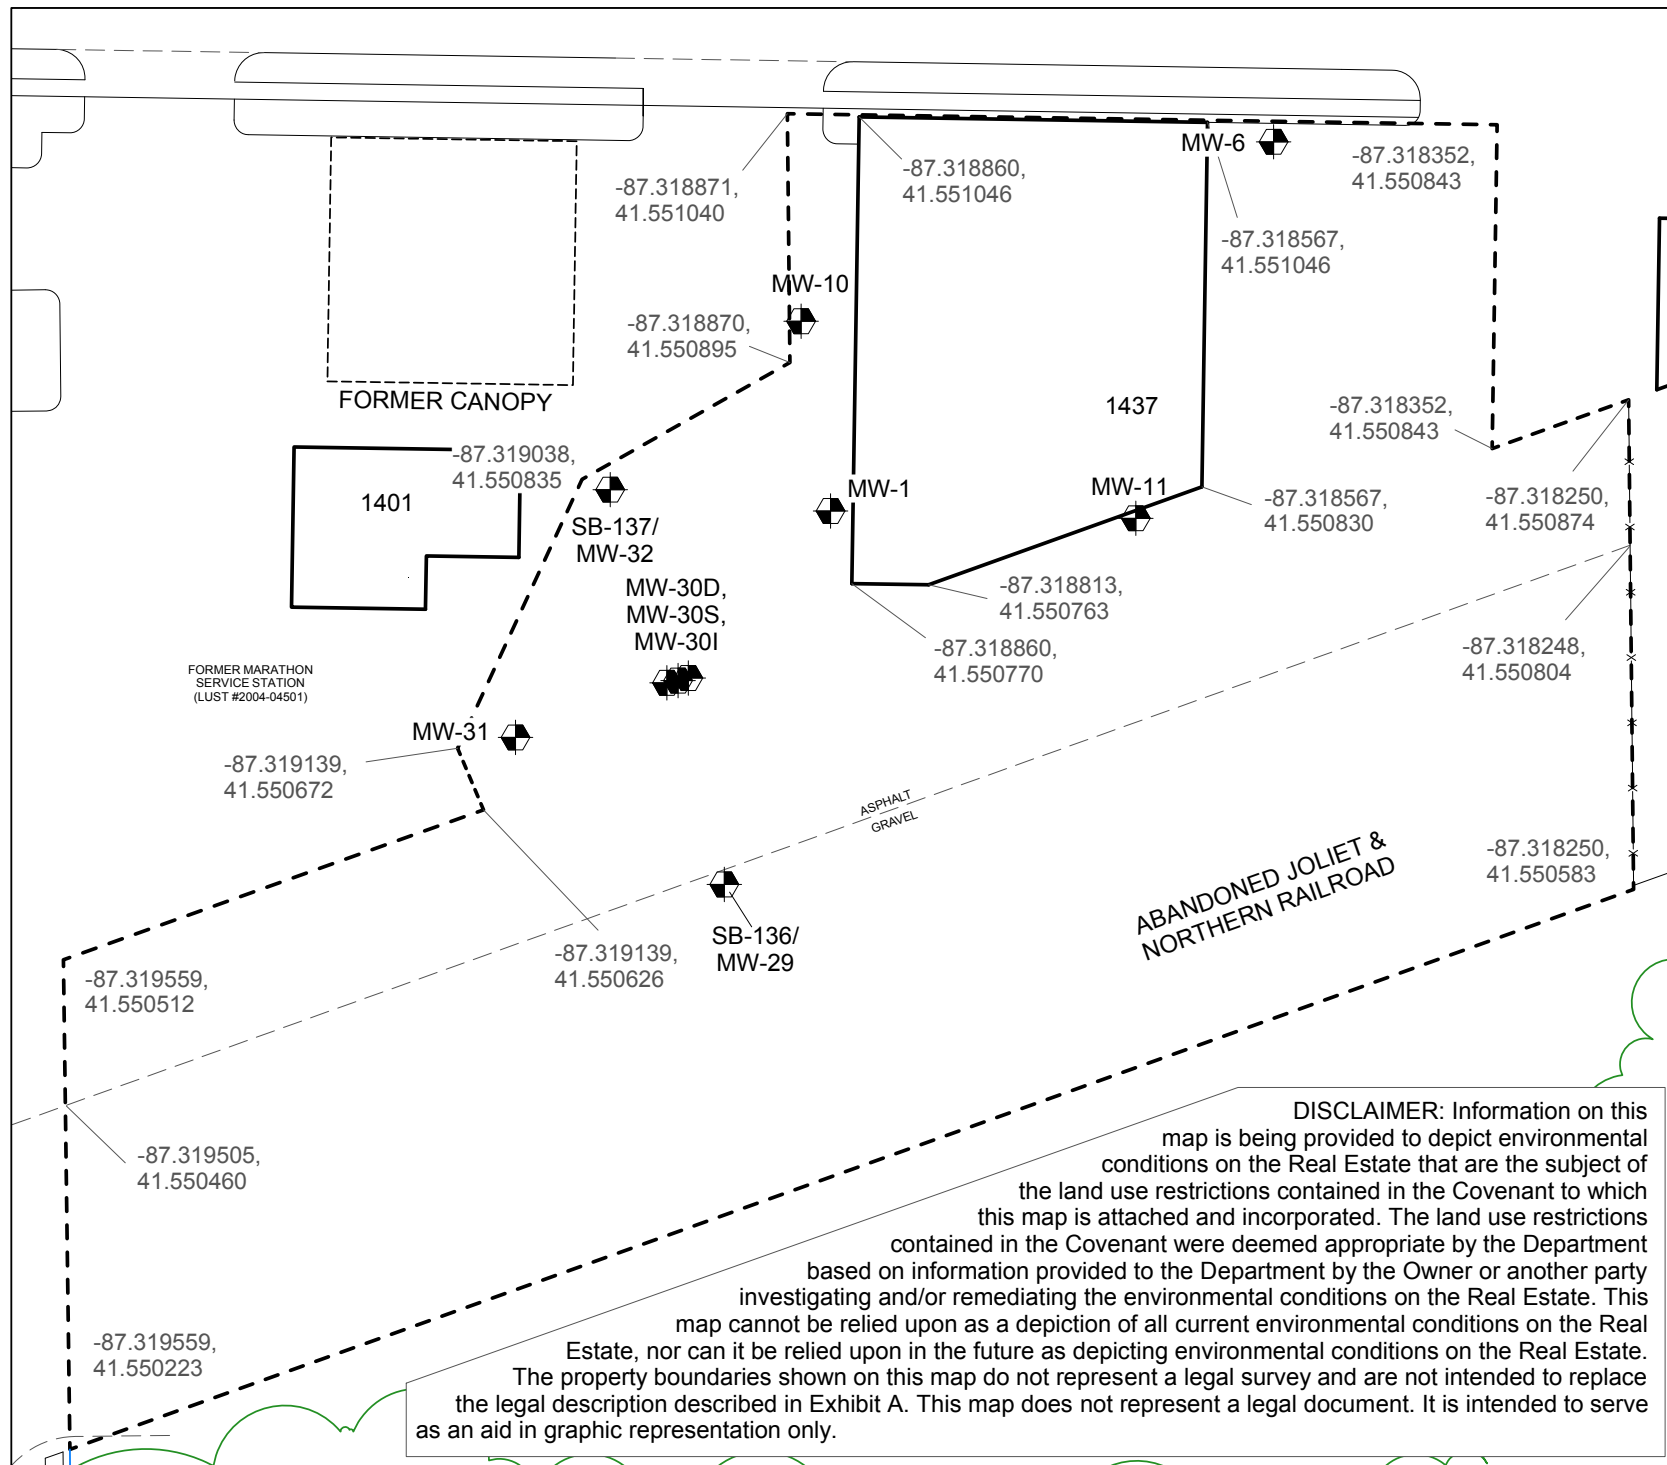 MW-6
-87.318352,
41.550843
-87.318860,
41.551046
-87.318871,
41.551040
-87.318567,
41.551046
MW-10
-87.318870,
41.550895
FORMER CANOPY
1437
-87.318352,
41.550843
-87.319038,
41.550835
1401
MW-1
MW-11
-87.318567,
41.550830
-87.318250,
41.550874
SB-137/
MW-32
MW-30D,
MW-30S,
MW-30I
-87.318813,
41.550763
-87.318860,
41.550770
-87.318248,
41.550804
FORMER MARATHON
SERVICE STATION
(LUST #2004-04501)
MW-31
-87.319139,
41.550672
ASPHALT
GRAVEL
ABANDONED JOLIET &
NORTHERN RAILROAD
-87.318250,
41.550583
SB-136/
MW-29
-87.319139,
41.550626
-87.319559,
41.550512
-87.319505,
41.550460
-87.319559,
41.550223
DISCLAIMER: Information on this
map is being provided to depict environmental
conditions on the Real Estate that are the subject of
the land use restrictions contained in the Covenant to which
this map is attached and incorporated. The land use restrictions
contained in the Covenant were deemed appropriate by the Department
based on information provided to the Department by the Owner or another party
investigating and/or remediating the environmental conditions on the Real Estate. This
map cannot be relied upon as a depiction of all current environmental conditions on the Real
Estate, nor can it be relied upon in the future as depicting environmental conditions on the Real Estate.
The property boundaries shown on this map do not represent a legal survey and are not intended to replace
the legal description described in Exhibit A. This map does not represent a legal document. It is intended to serve
as an aid in graphic representation only.